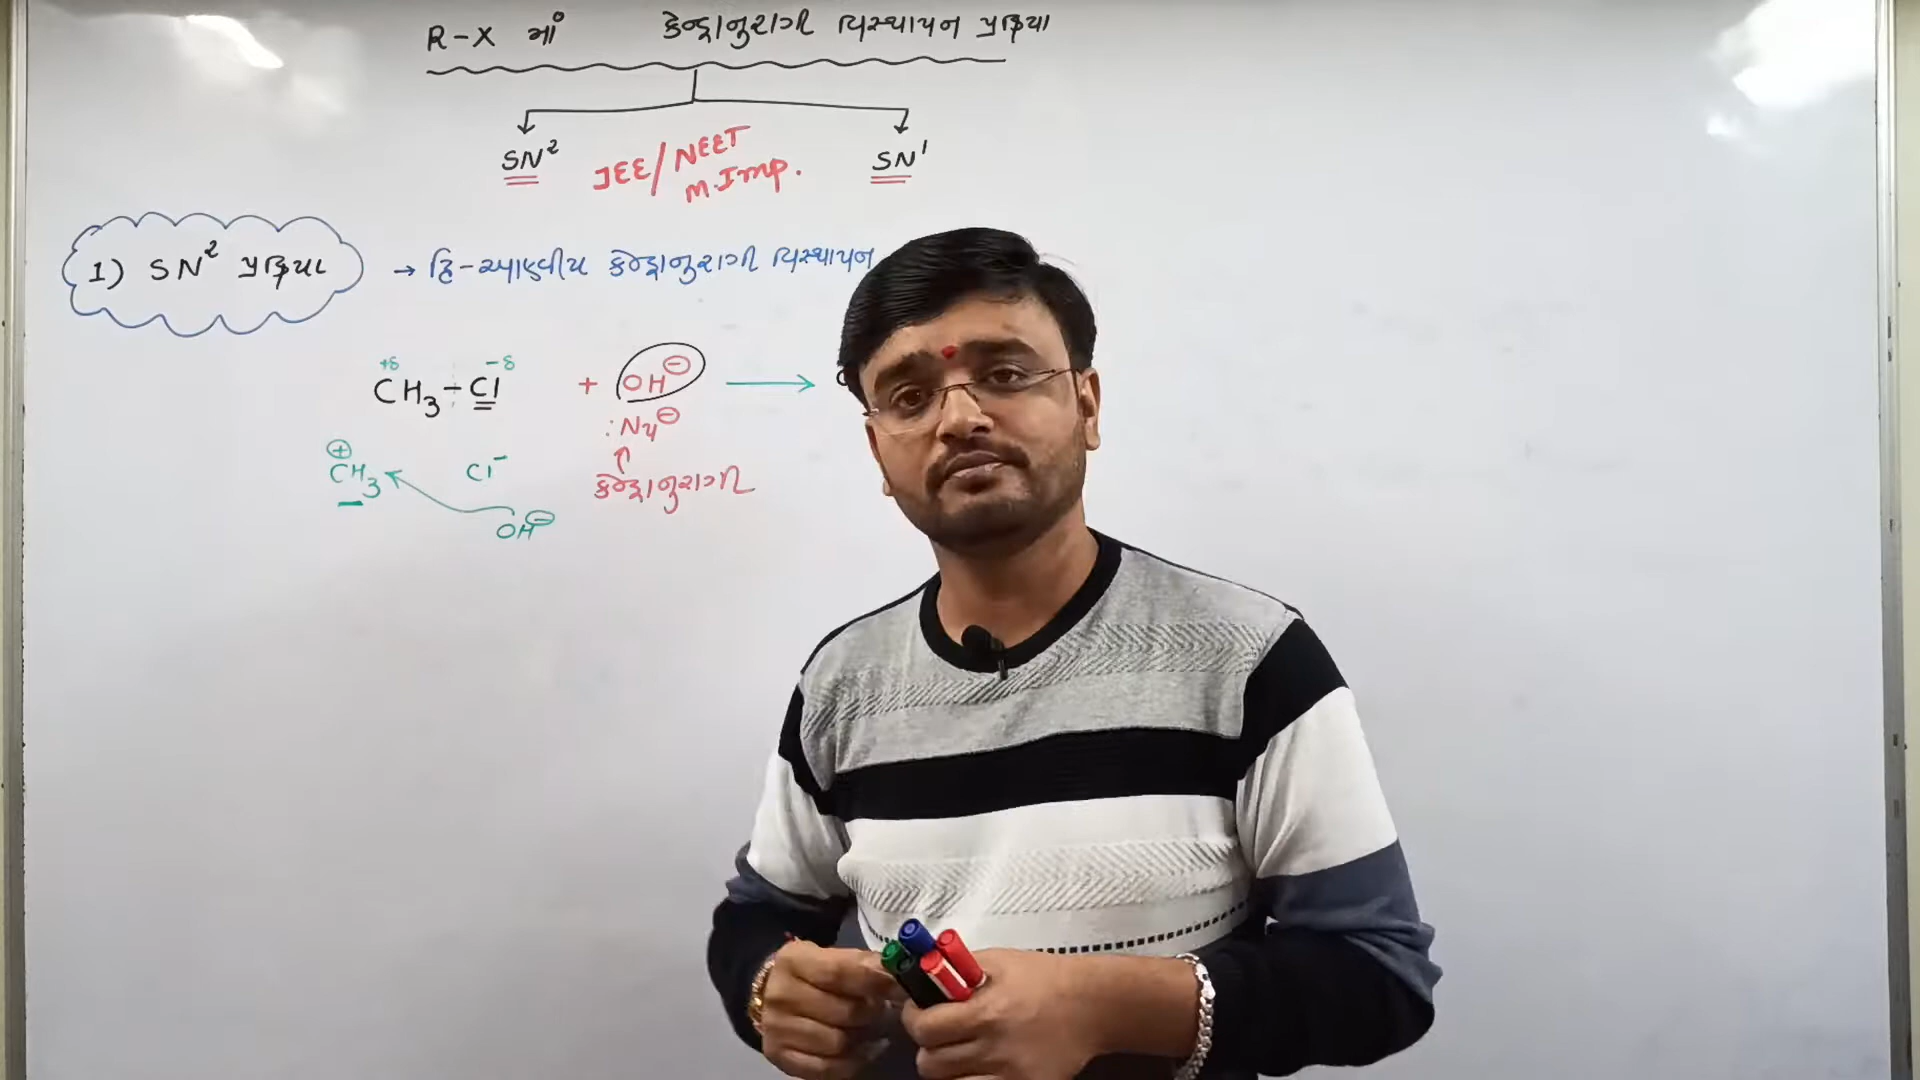 R-X માં કેન્દ્રાનુરાગી વિસ્થાપન પ્રક્રિયા
SN² SN¹
JEE/NEET
M.Imp.
1) SN² પ્રક્રિયા → દ્વિ-આણ્વીય કેન્દ્રાનુરાગી વિસ્થાપન
+δ -δ
CH₃-Cl + OH⊖ →
:Nu⊖
⊕
CH₃ Cl⁻ કેન્દ્રાનુરાગી
OH⊖